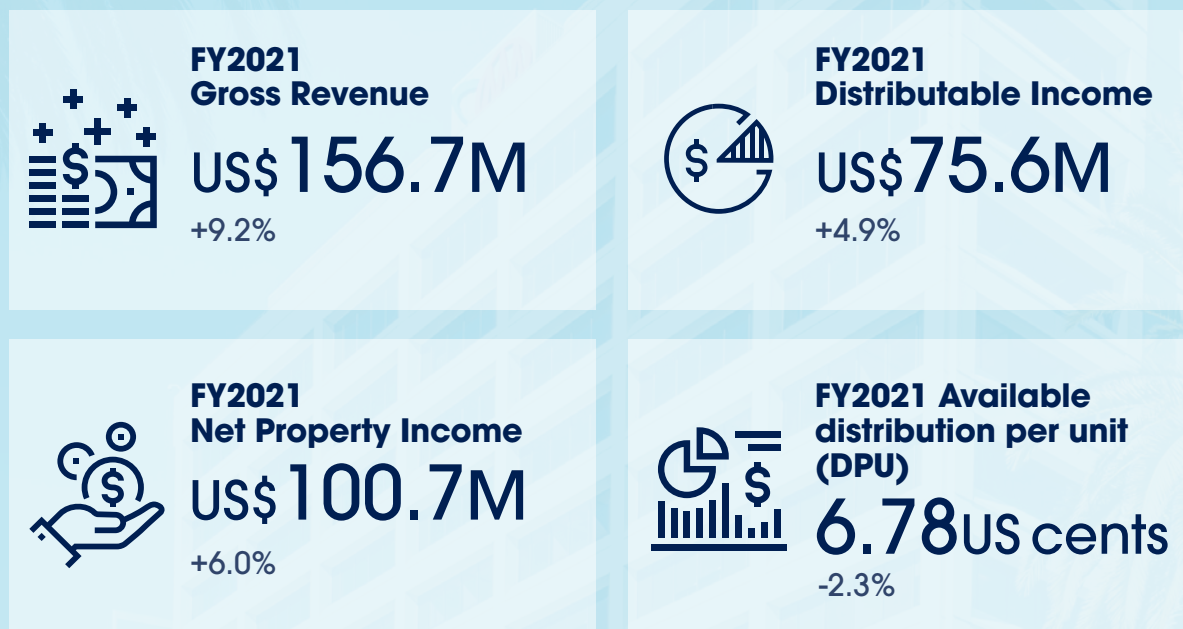 FY2021
Gross Revenue
US$156.7M
+9.2%
FY2021
Distributable Income
US$75.6M
+4.9%
FY2021
Net Property Income
US$100.7M
+6.0%
FY2021 Available
distribution per unit
(DPU)
6.78US cents
-2.3%